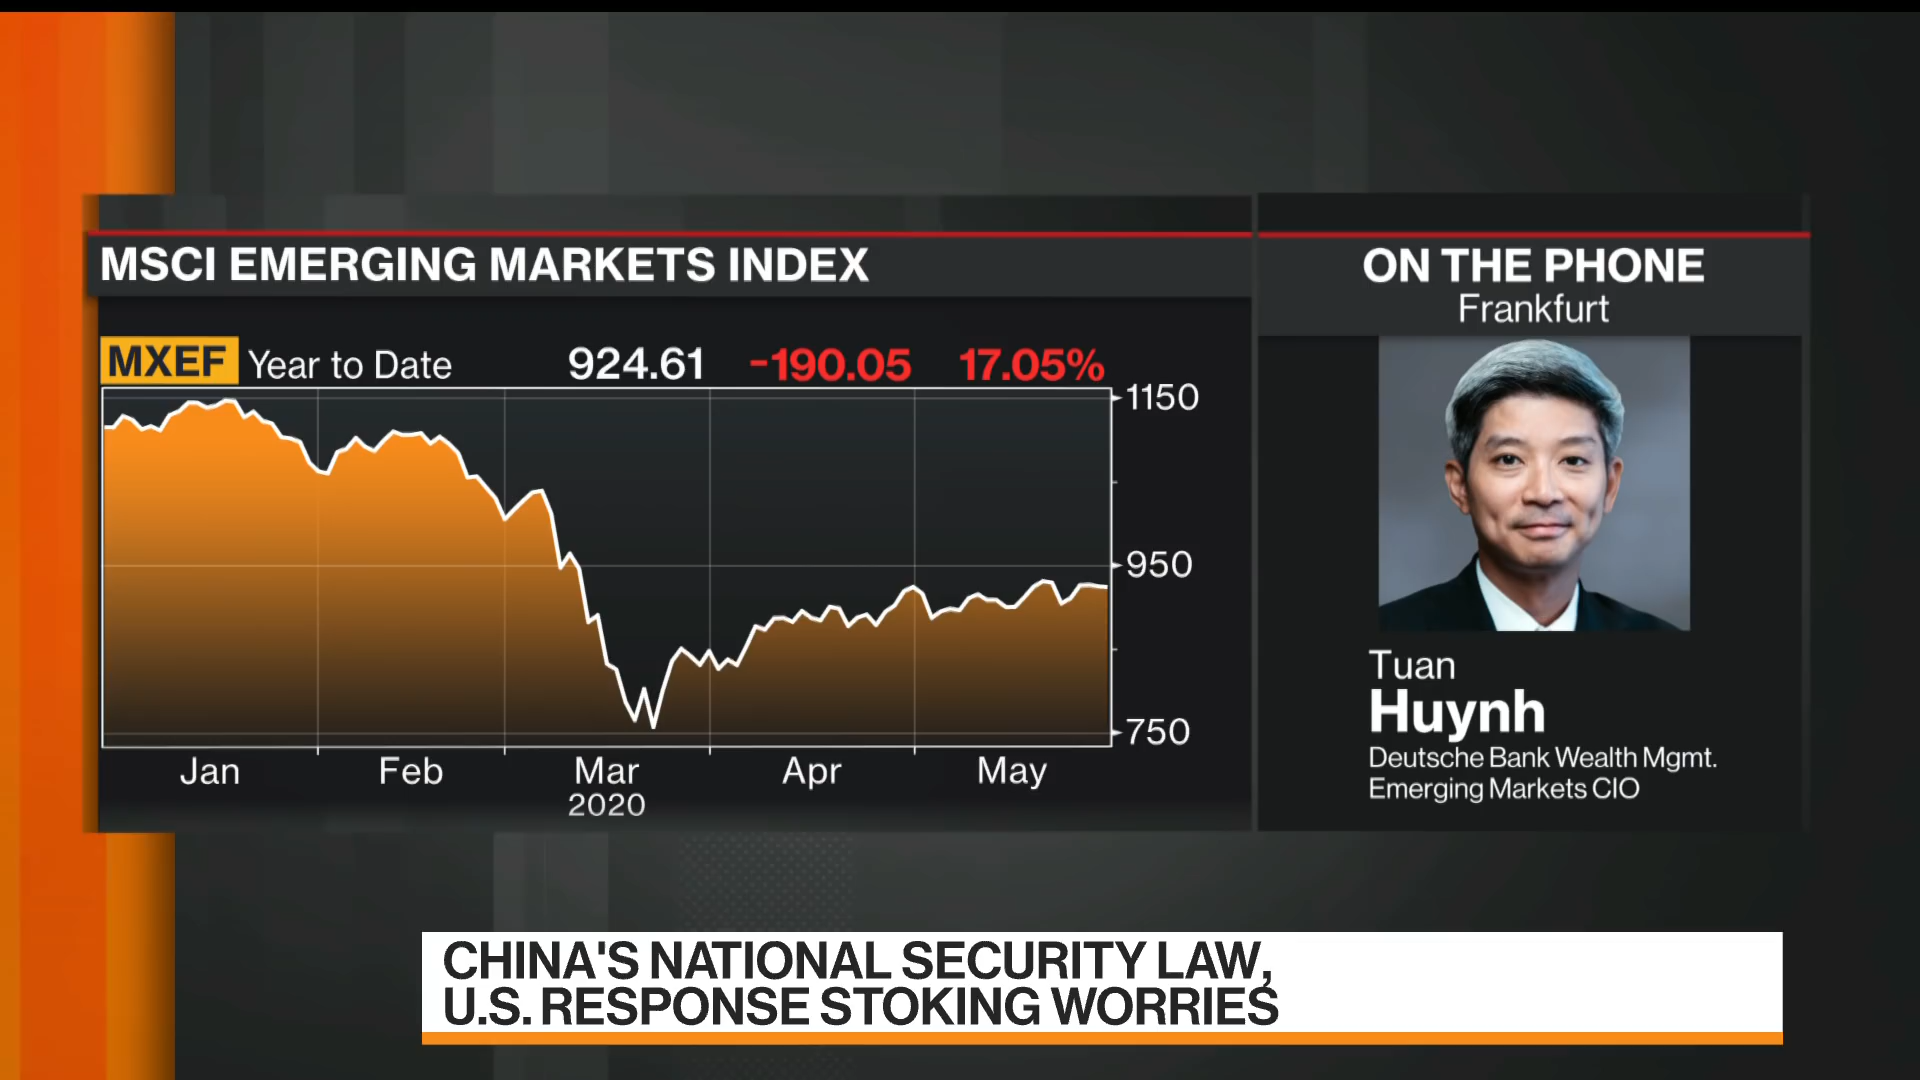 MSCI EMERGING MARKETS INDEX
MXEF Year to Date 924.61 -190.05 17.05%
1150
950
750
Jan Feb Mar Apr May
2020
ON THE PHONE
Frankfurt
Tuan
Huynh
Deutsche Bank Wealth Mgmt.
Emerging Markets CIO
CHINA'S NATIONAL SECURITY LAW,
U.S. RESPONSE STOKING WORRIES